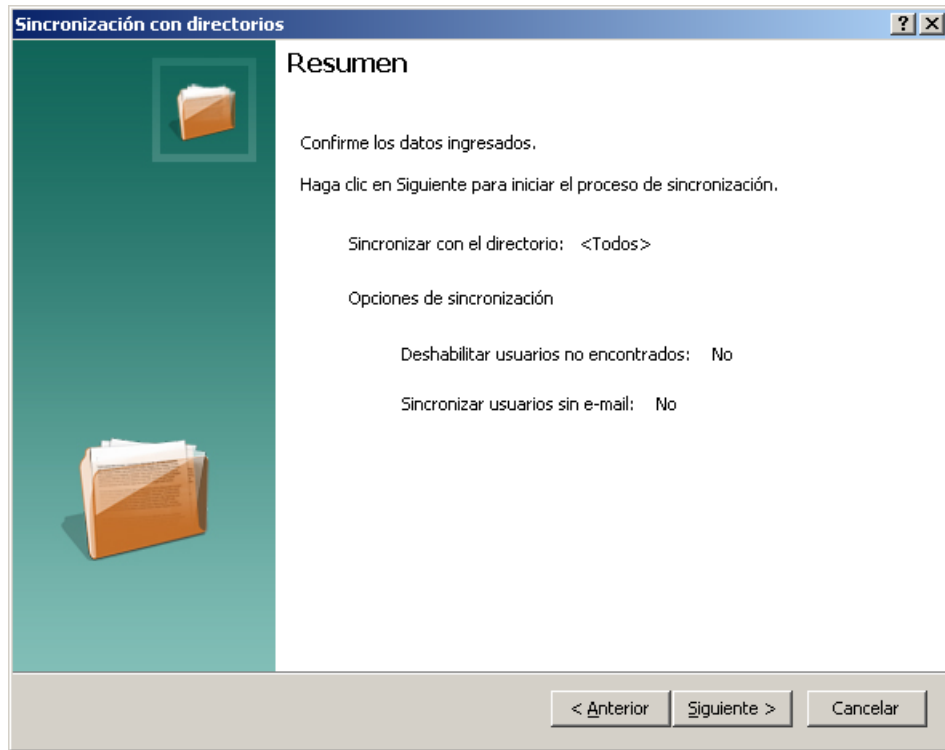 Sincronización con directorios
Resumen
Confirme los datos ingresados.
Haga clic en Siguiente para iniciar el proceso de sincronización.
Sincronizar con el directorio: <Todos>
Opciones de sincronización
Deshabilitar usuarios no encontrados: No
Sincronizar usuarios sin e-mail: No
< Anterior Siguiente > Cancelar